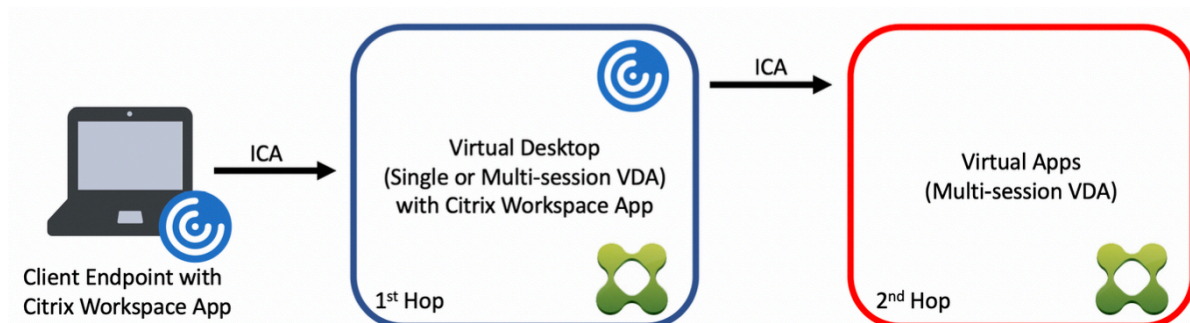 ICA
Client Endpoint with
Citrix Workspace App
Virtual Desktop
(Single or Multi-session VDA)
with Citrix Workspace App
1st Hop
ICA
Virtual Apps
(Multi-session VDA)
2nd Hop